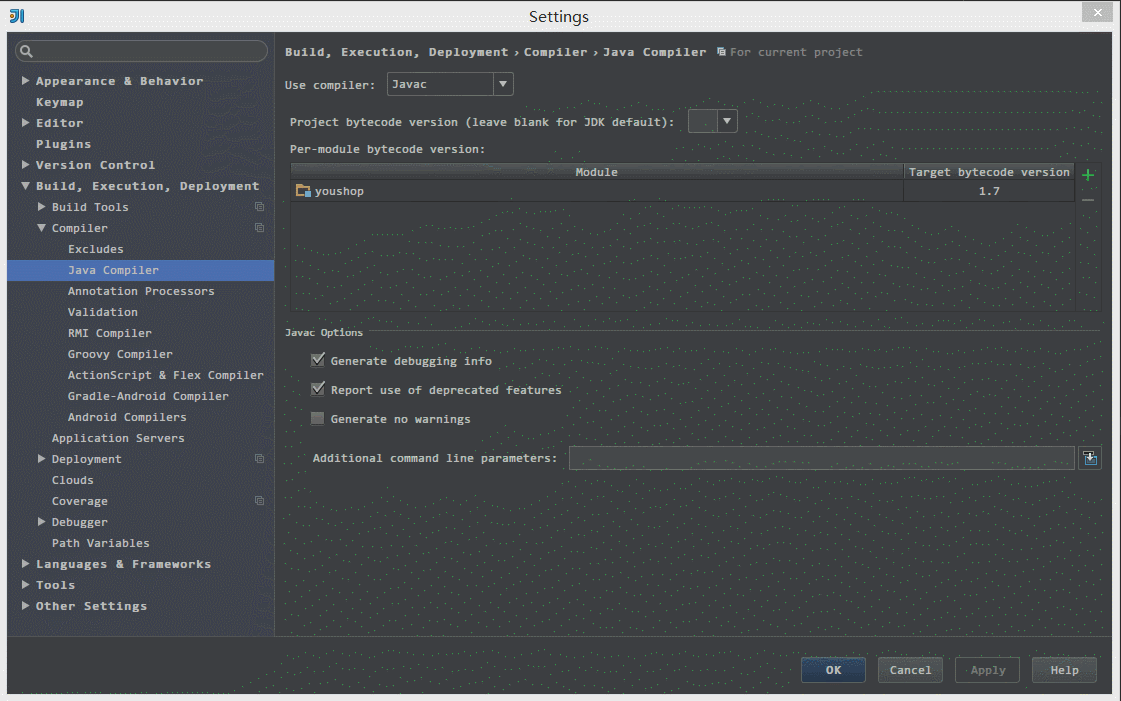 Settings
Appearance & Behavior
Keymap
Editor
Plugins
Version Control
Build, Execution, Deployment
Build Tools
Compiler
Excludes
Java Compiler
Annotation Processors
Validation
RMI Compiler
Groovy Compiler
ActionScript & Flex Compiler
Gradle-Android Compiler
Android Compilers
Application Servers
Deployment
Clouds
Coverage
Debugger
Path Variables
Languages & Frameworks
Tools
Other Settings
Build, Execution, Deployment › Compiler › Java Compiler For current project
Use compiler: Javac
Project bytecode version (leave blank for JDK default):
Per-module bytecode version:
Module Target bytecode version
youshop 1.7
Javac Options
Generate debugging info
Report use of deprecated features
Generate no warnings
Additional command line parameters:
OK Cancel Apply Help